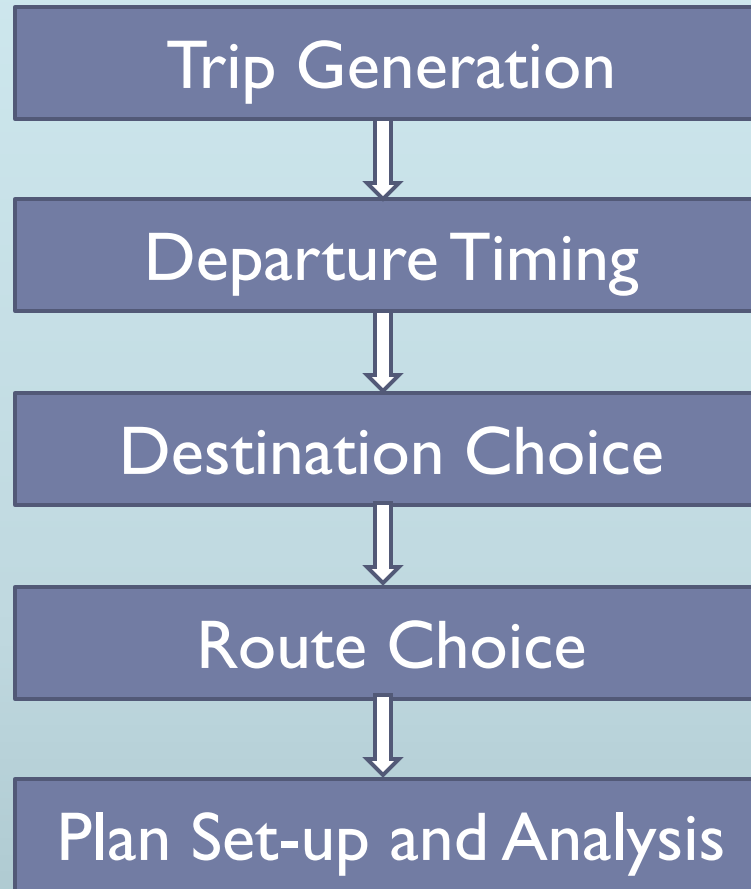 Trip Generation
Departure Timing
Destination Choice
Route Choice
Plan Set-up and Analysis